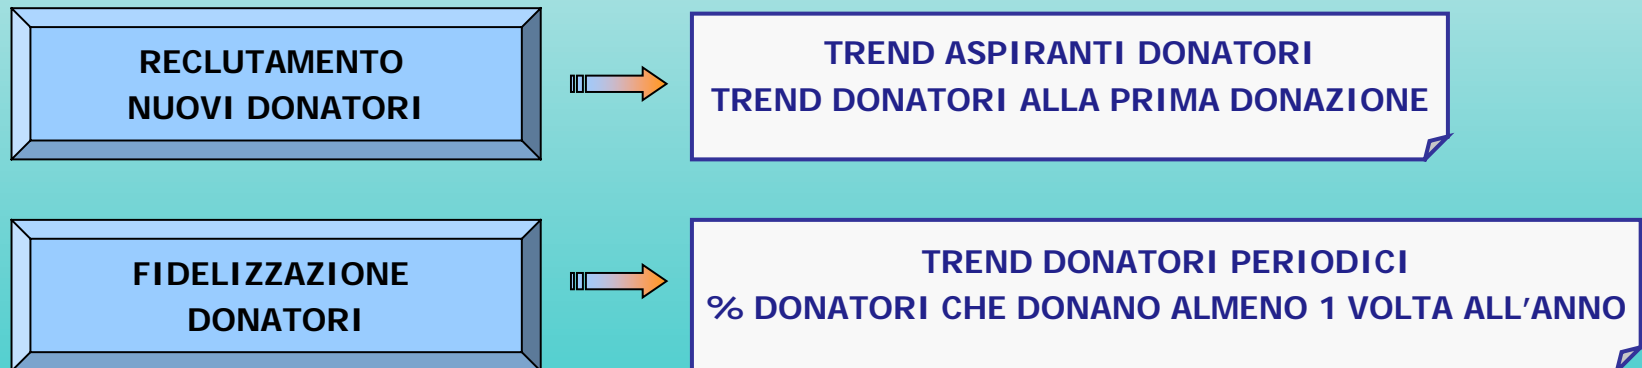 RECLUTAMENTO
NUOVI DONATORI
TREND ASPIRANTI DONATORI
TREND DONATORI ALLA PRIMA DONAZIONE
FIDELIZZAZIONE
DONATORI
TREND DONATORI PERIODICI
% DONATORI CHE DONANO ALMENO 1 VOLTA ALL’ANNO